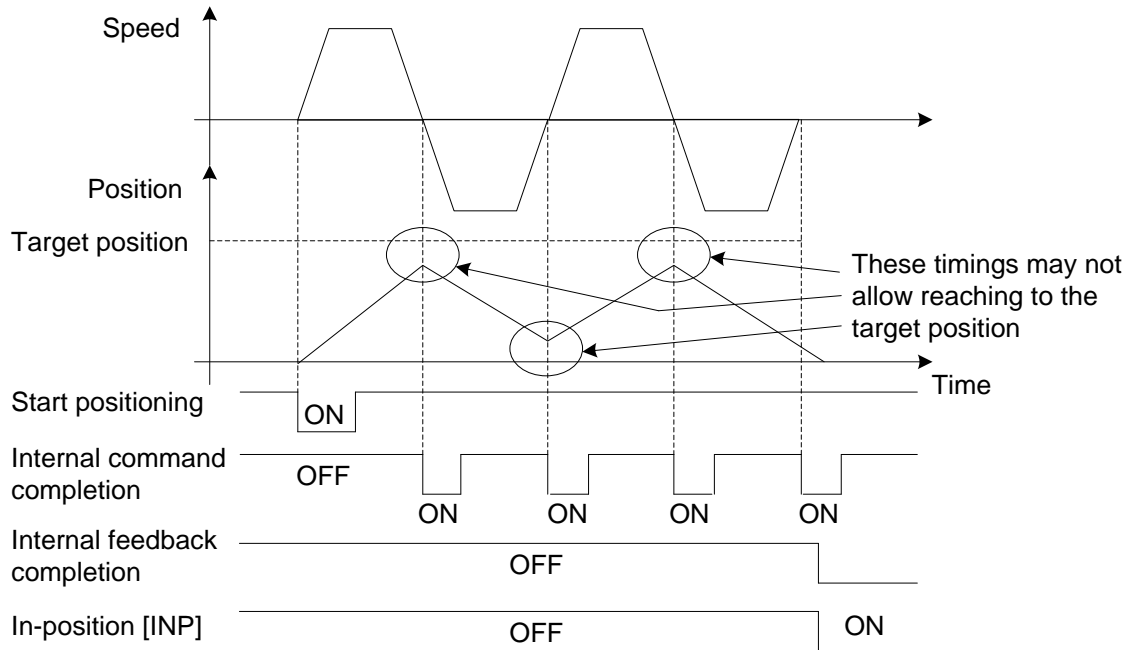 Speed
Position
Target position
These timings may not
allow reaching to the
target position
Time
Start positioning
ON
Internal command
completion
OFF
ON
ON
ON
ON
Internal feedback
completion
OFF
In-position [INP]
OFF
ON